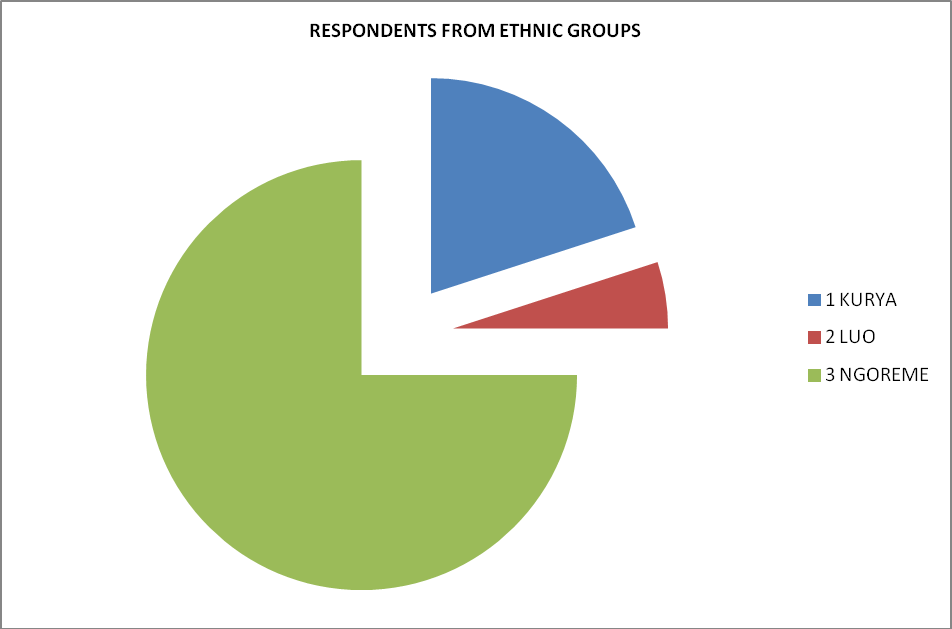 RESPONDENTS FROM ETHNIC GROUPS
1 KURYA
2 LUO
3 NGOREME